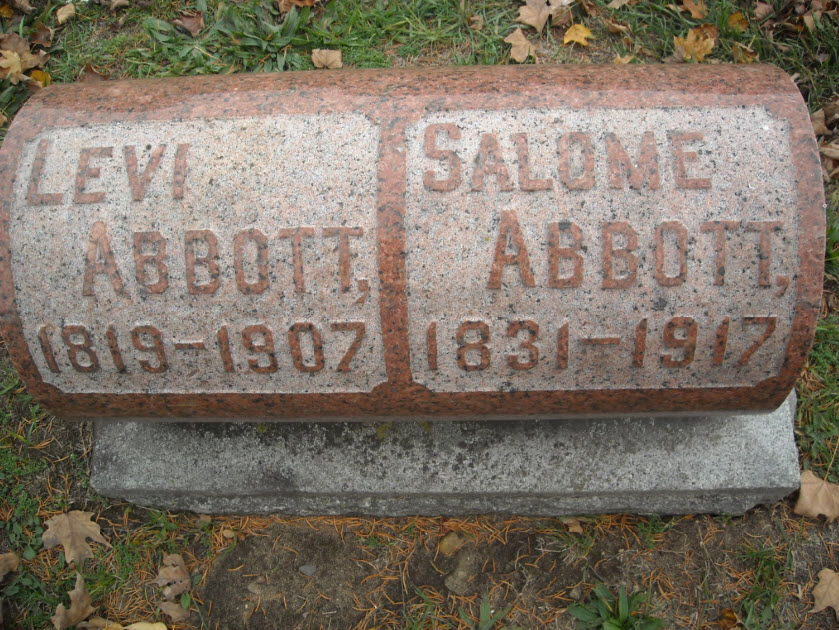 LEVI
ABBOTT,
1819-1907
SALOME
ABBOTT,
1831-1917